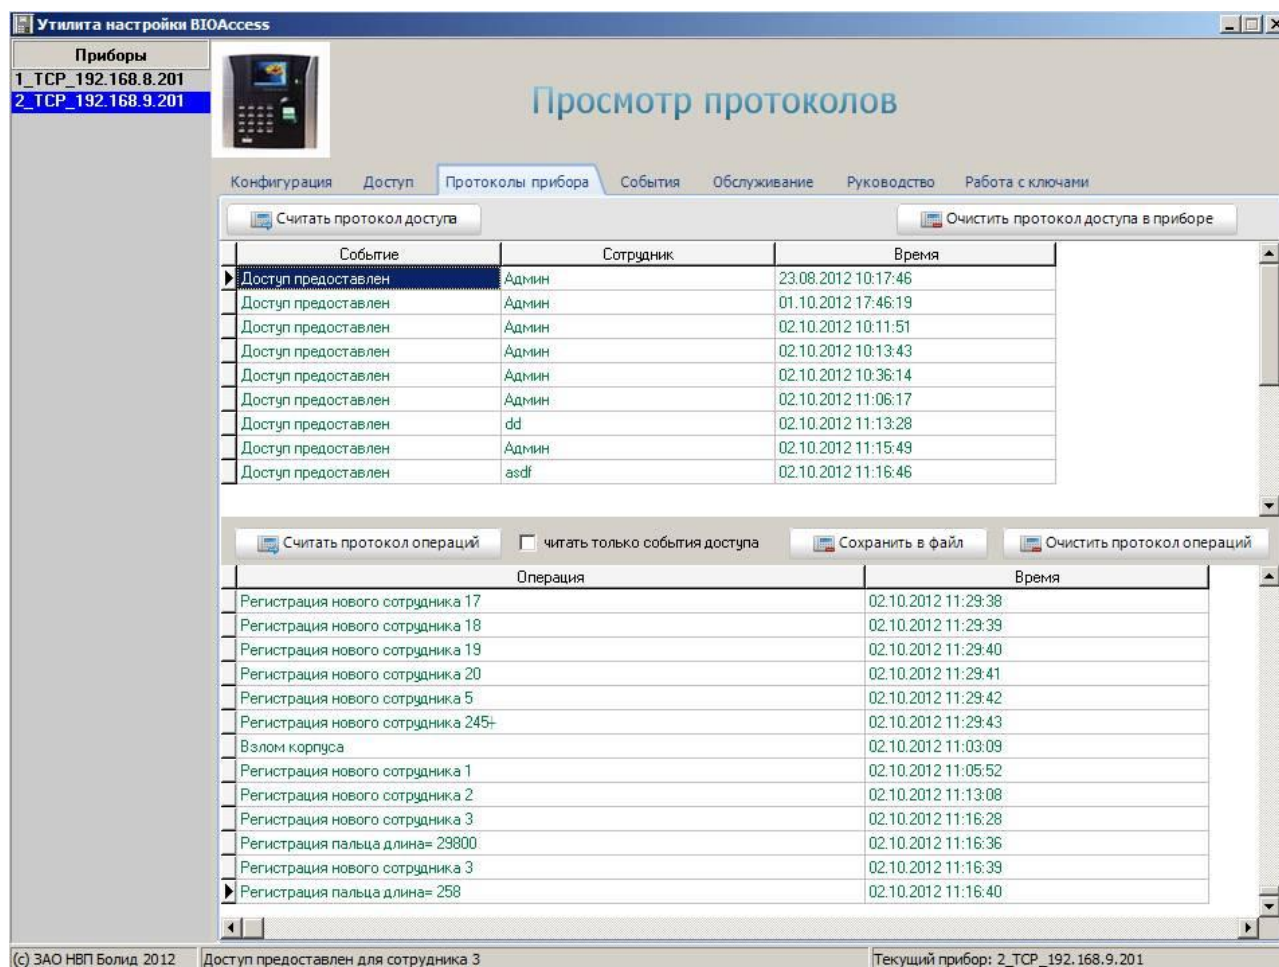 Утилита настройки BIOAccess
Приборы
1_TCP_192.168.8.201
2_TCP_192.168.9.201
Просмотр протоколов
Конфигурация Доступ Протоколы прибора События Обслуживание Руководство Работа с ключами
Считать протокол доступа Очистить протокол доступа в приборе
Событие Сотрудник Время
Доступ предоставлен Админ 23.08.2012 10:17:46
Доступ предоставлен Админ 01.10.2012 17:46:19
Доступ предоставлен Админ 02.10.2012 10:11:51
Доступ предоставлен Админ 02.10.2012 10:13:43
Доступ предоставлен Админ 02.10.2012 10:36:14
Доступ предоставлен Админ 02.10.2012 11:06:17
Доступ предоставлен dd 02.10.2012 11:13:28
Доступ предоставлен Админ 02.10.2012 11:15:49
Доступ предоставлен asdf 02.10.2012 11:16:46
Считать протокол операций читать только события доступа Сохранить в файл Очистить протокол операций
Операция Время
Регистрация нового сотрудника 17 02.10.2012 11:29:38
Регистрация нового сотрудника 18 02.10.2012 11:29:39
Регистрация нового сотрудника 19 02.10.2012 11:29:40
Регистрация нового сотрудника 20 02.10.2012 11:29:41
Регистрация нового сотрудника 5 02.10.2012 11:29:42
Регистрация нового сотрудника 245÷ 02.10.2012 11:29:43
Взлом корпуса 02.10.2012 11:03:09
Регистрация нового сотрудника 1 02.10.2012 11:05:52
Регистрация нового сотрудника 2 02.10.2012 11:13:08
Регистрация нового сотрудника 3 02.10.2012 11:16:28
Регистрация пальца длина= 29800 02.10.2012 11:16:36
Регистрация нового сотрудника 3 02.10.2012 11:16:39
Регистрация пальца длина= 258 02.10.2012 11:16:40
(c) ЗАО НВП Болид 2012 Доступ предоставлен для сотрудника 3 Текущий прибор: 2_TCP_192.168.9.201